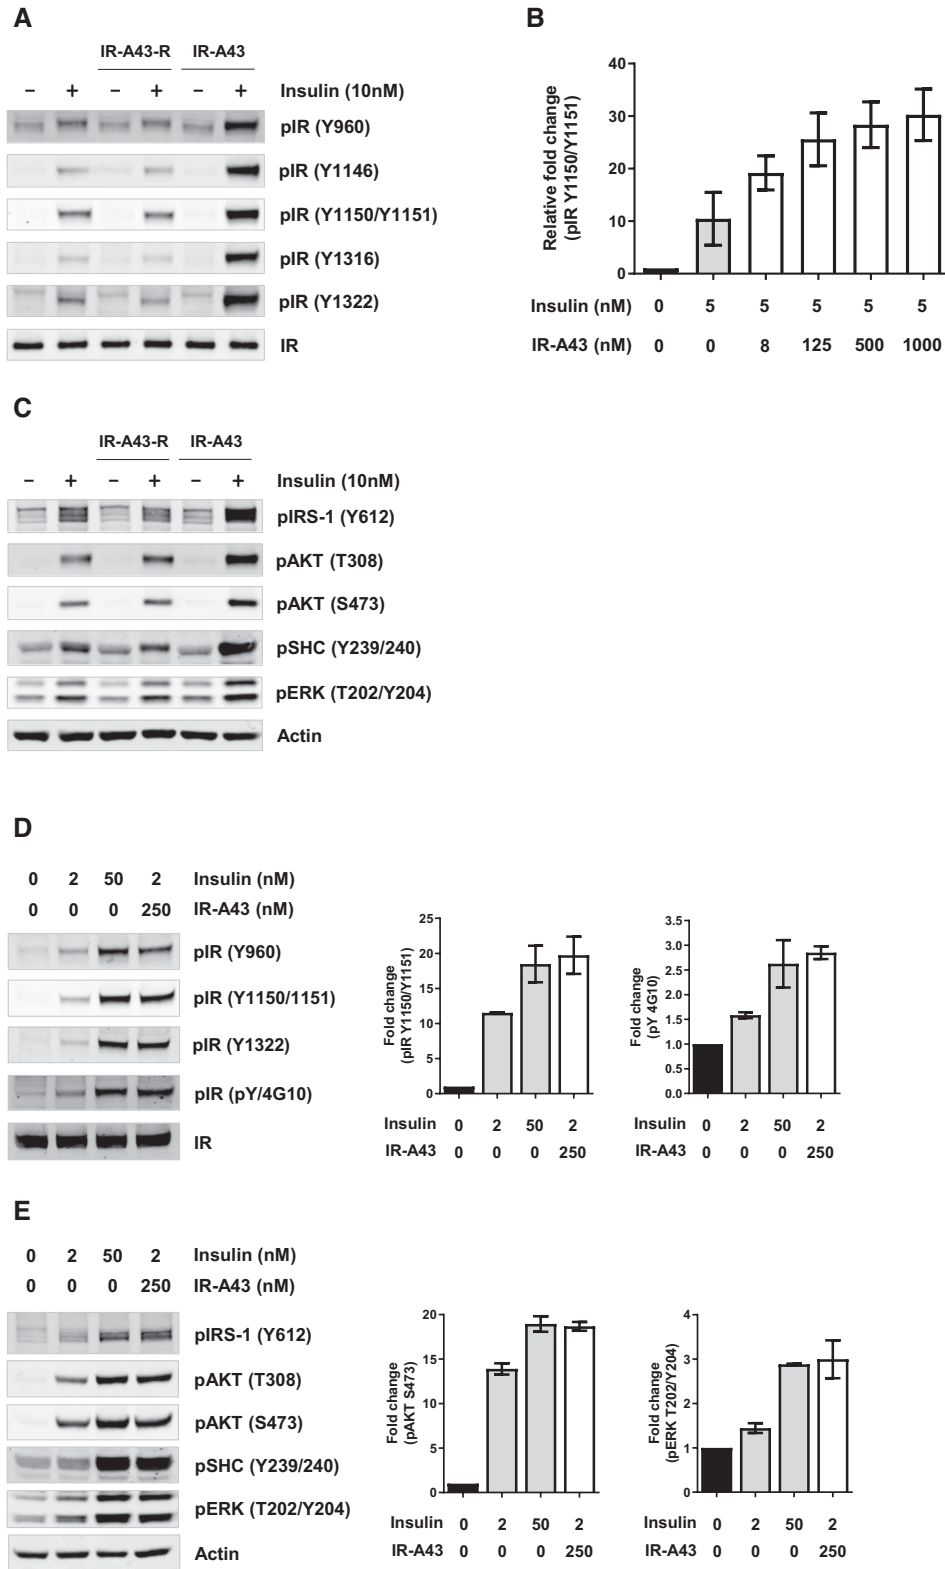 A
IR-A43-R IR-A43
– + – + – + Insulin (10nM)
pIR (Y960)
pIR (Y1146)
pIR (Y1150/Y1151)
pIR (Y1316)
pIR (Y1322)
IR
B
Relative fold change
(pIR Y1150/Y1151)
40
30
20
10
0
Insulin (nM) 0 5 5 5 5 5
IR-A43 (nM) 0 0 8 125 500 1000
C
IR-A43-R IR-A43
– + – + – + Insulin (10nM)
pIRS-1 (Y612)
pAKT (T308)
pAKT (S473)
pSHC (Y239/240)
pERK (T202/Y204)
Actin
D
0 2 50 2 Insulin (nM)
0 0 0 250 IR-A43 (nM)
pIR (Y960)
pIR (Y1150/1151)
pIR (Y1322)
pIR (pY/4G10)
IR
Fold change
(pIR Y1150/Y1151)
25
20
15
10
5
0
Insulin 0 2 50 2
IR-A43 0 0 0 250
Fold change
(pY 4G10)
3.5
3.0
2.5
2.0
1.5
1.0
0.5
0.0
Insulin 0 2 50 2
IR-A43 0 0 0 250
E
0 2 50 2 Insulin (nM)
0 0 0 250 IR-A43 (nM)
pIRS-1 (Y612)
pAKT (T308)
pAKT (S473)
pSHC (Y239/240)
pERK (T202/Y204)
Actin
Fold change
(pAKT S473)
20
15
10
5
0
Insulin 0 2 50 2
IR-A43 0 0 0 250
Fold change
(pERK T202/Y204)
4
3
2
1
0
Insulin 0 2 50 2
IR-A43 0 0 0 250